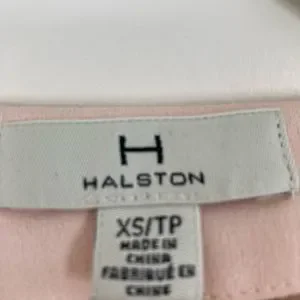 H
HALSTON
XS/TP
MADE IN
CHINA
FABRIQUÉ EN
CHINE